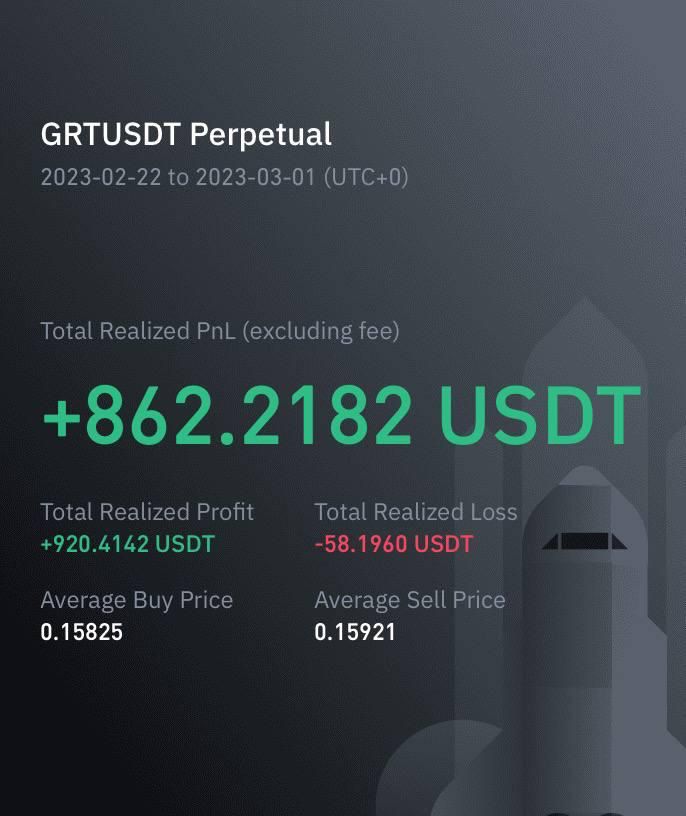 GRTUSDT Perpetual
2023-02-22 to 2023-03-01 (UTC+0)
Total Realized PnL (excluding fee)
+862.2182 USDT
Total Realized Profit
Total Realized Loss
+920.4142 USDT
-58.1960 USDT
Average Buy Price
Average Sell Price
0.15825
0.15921